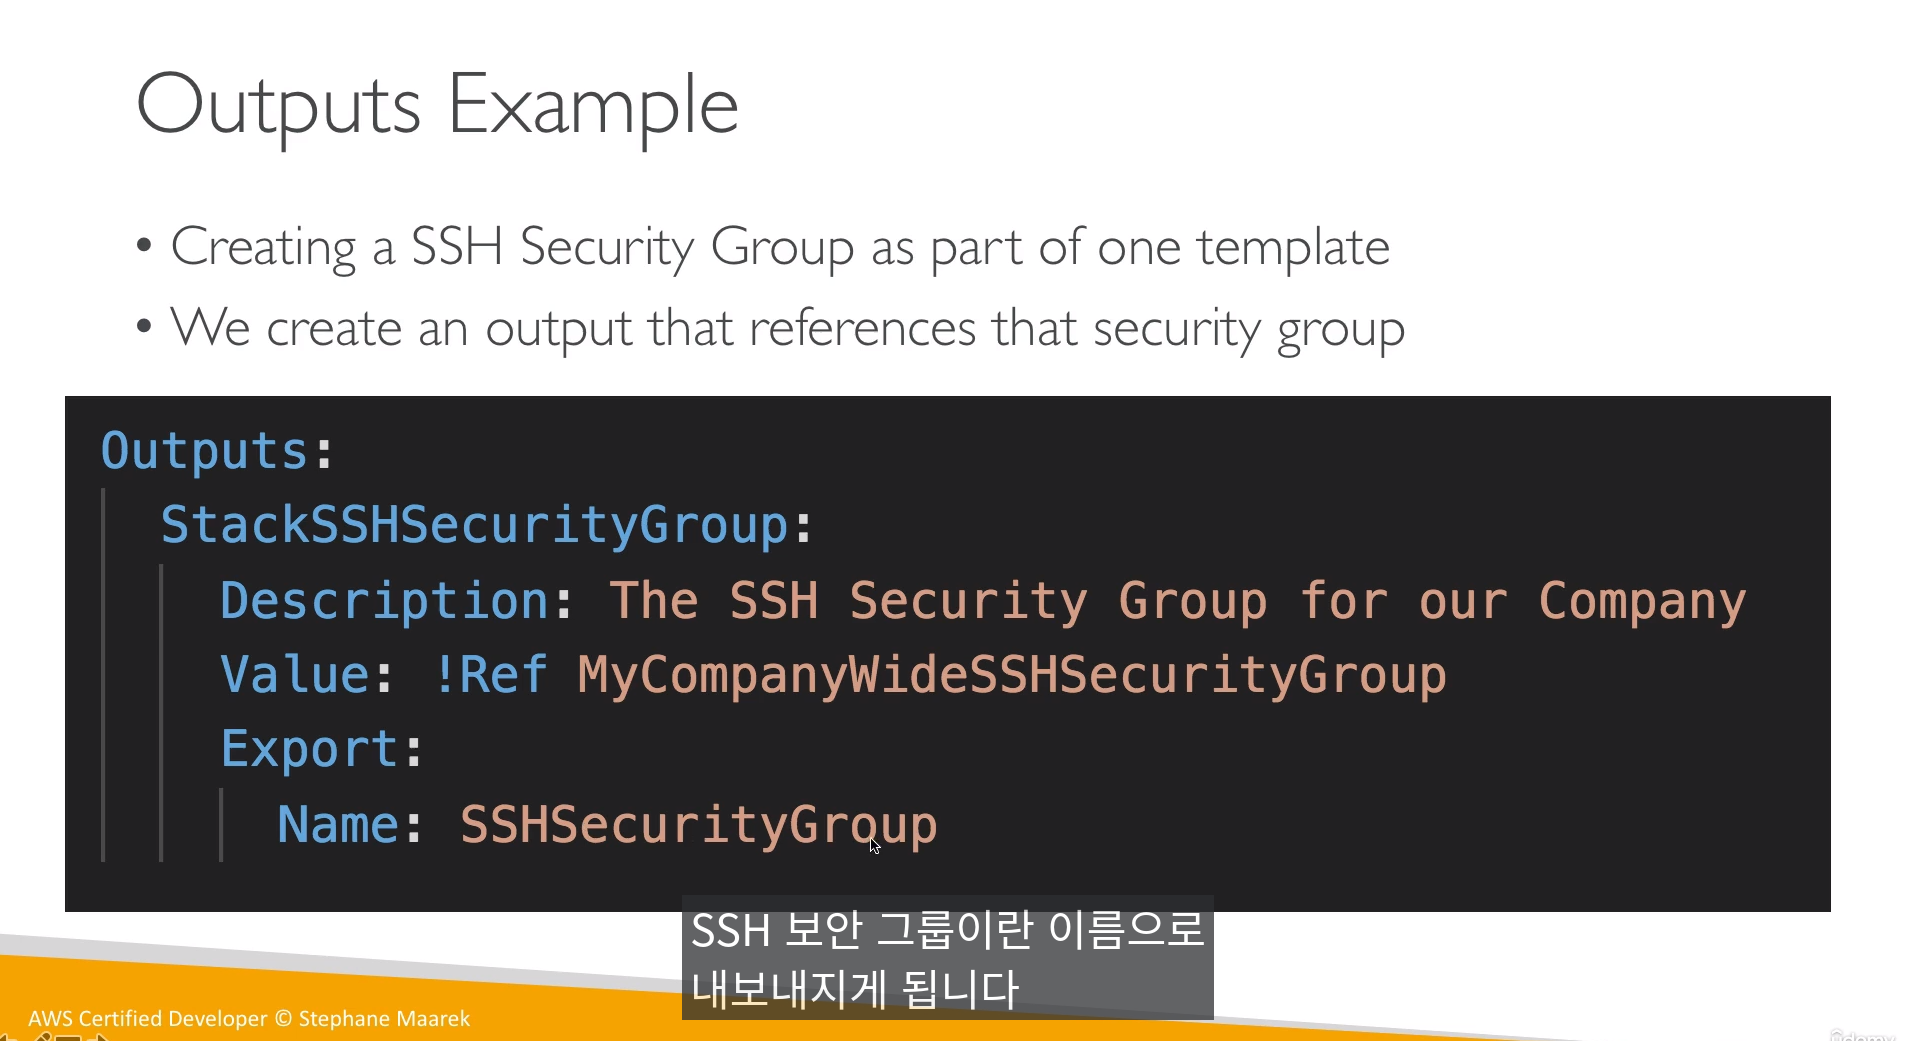 Outputs Example
• Creating a SSH Security Group as part of one template
• We create an output that references that security group
Outputs:
StackSSHSecurityGroup:
Description: The SSH Security Group for our Company
Value: !Ref MyCompanyWideSSHSecurityGroup
Export:
Name: SSHSecurityGroup
SSH 보안 그룹이란 이름으로
내보내지게 됩니다
AWS Certified Developer © Stephane Maarek
ûdemy